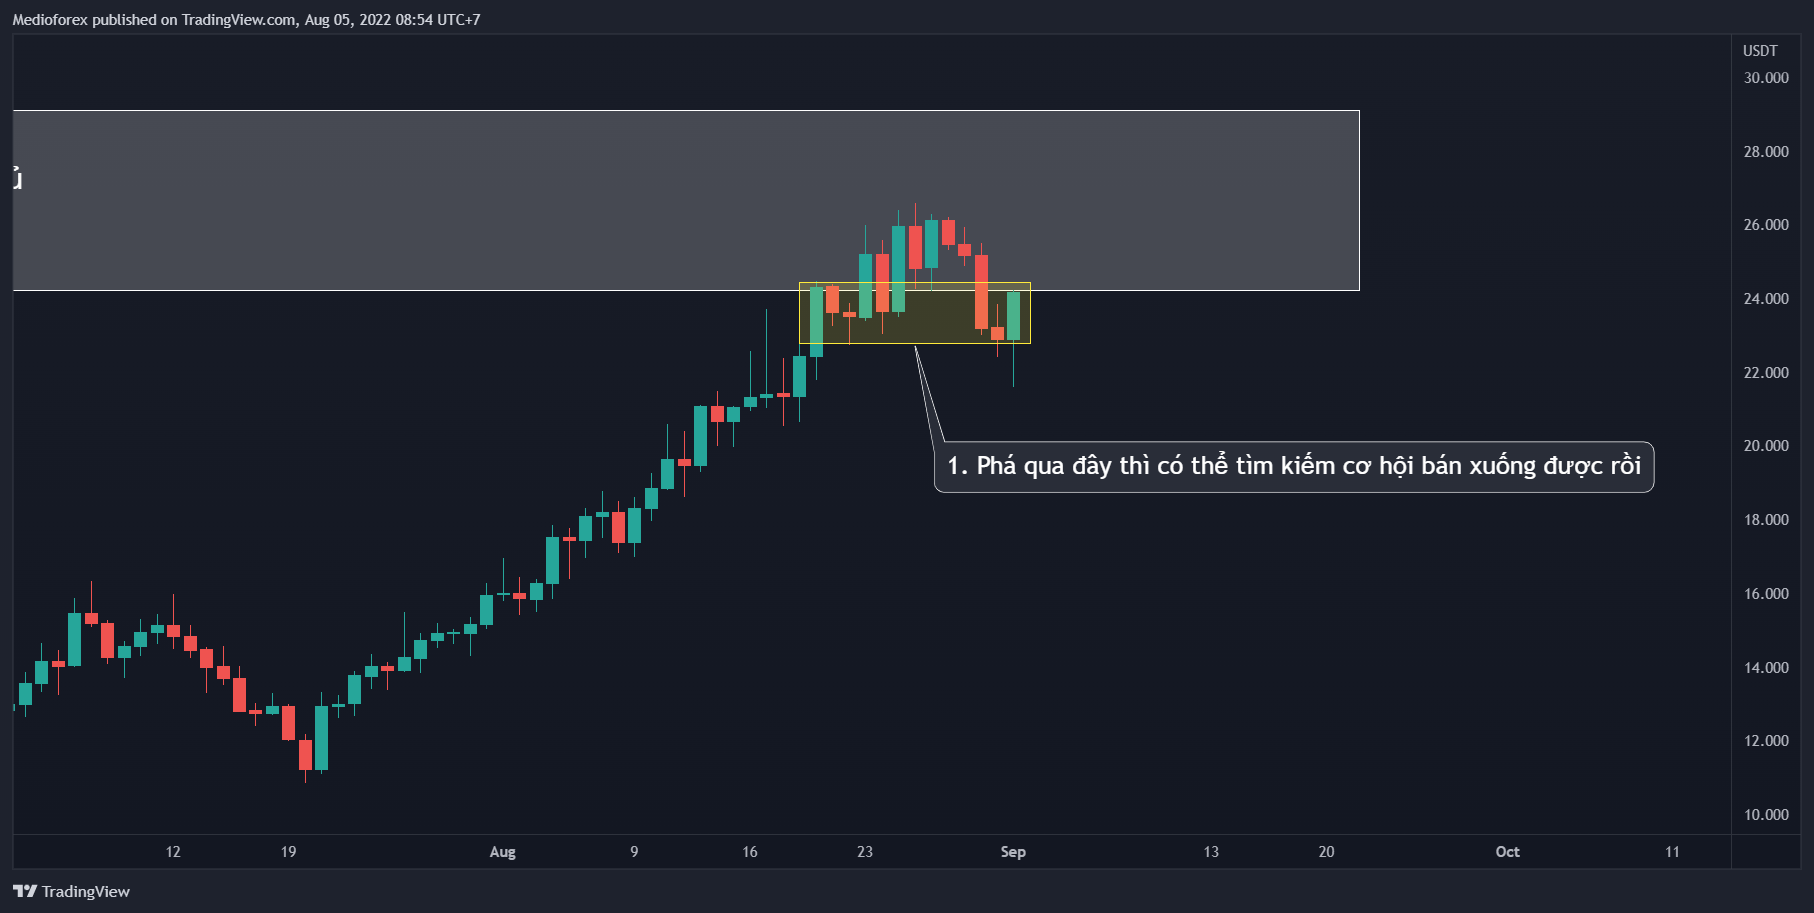 Medioforex published on TradingView.com, Aug 05, 2022 08:54 UTC+7
USDT
30.000
28.000
ủ
26.000
24.000
22.000
20.000
1. Phá qua đây thì có thể tìm kiếm cơ hội bán xuống được rồi
18.000
16.000
14.000
12.000
10.000
12 19 Aug 9 16 23 Sep 13 20 Oct 11
TradingView